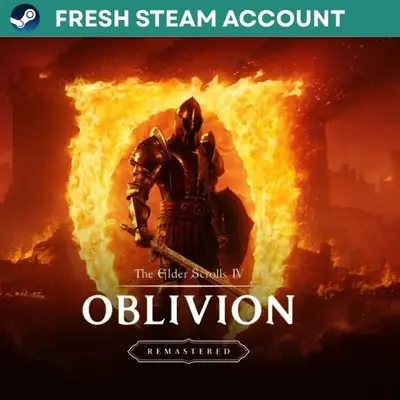 FRESH STEAM ACCOUNT
The Elder Scrolls IV
OBLIVION
REMASTERED